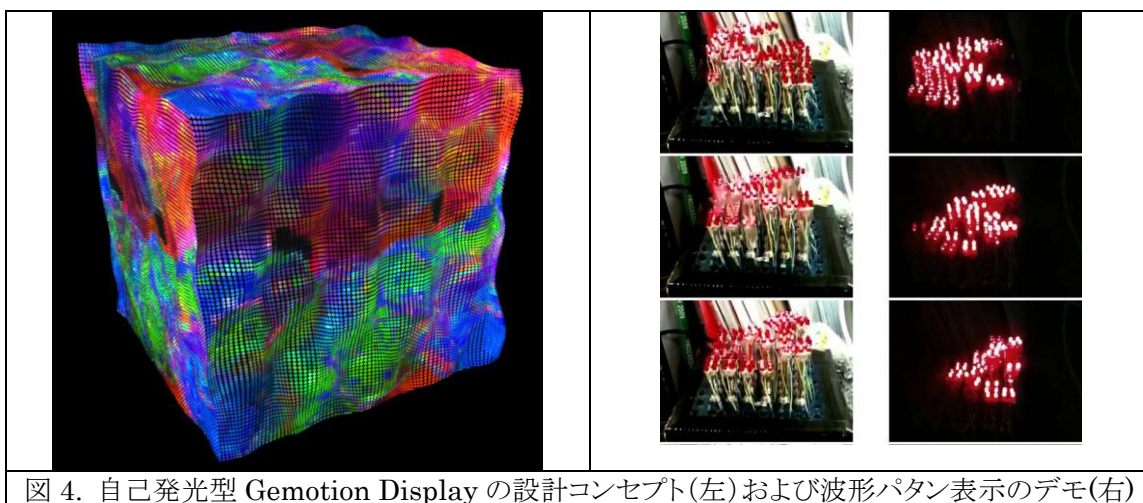 図 4. 自己発光型 Gemotion Display の設計コンセプト(左)および波形パタン表示のデモ(右)